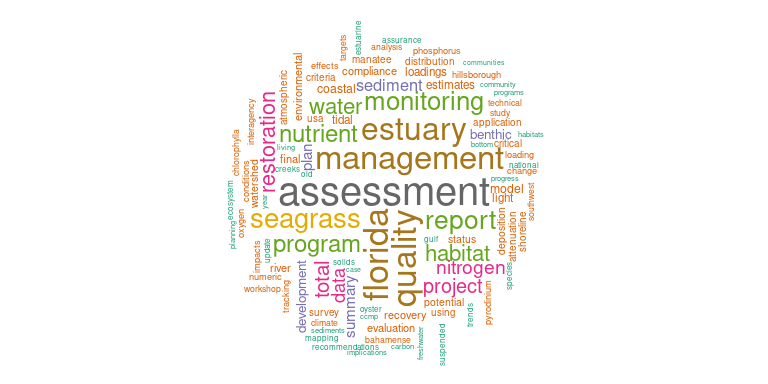 estuarine
targets
assurance
analysis
phosphorus
environmental
manatee
distribution
communities
effects
criteria
compliance
loadings
hillsborough
atmospheric
coastal
sediment
estimates
community
programs
water
monitoring
technical
interagency
restoration
usa
tidal
study
application
nutrient
estuary
benthic
habitats
chlorophylla
living
plan
bottom
critical
final
management
loading
national
conditions
watershed
creeks
old
change
progress
assessment
model
southwest
ecosystem
year
light
oxygen
seagrass
florida
quality
report
deposition
attenuation
shoreline
planning
update
program
gulf
status
impacts
habitat
river
total
data
solids
case
nitrogen
species
numeric
workshop
tracking
development
summary
project
pyrodinium
potential
survey
oyster
ccmp
recovery
using
trends
climate
sediments
evaluation
freshwater
suspended
mapping
bahamense
recommendations
carbon
implications